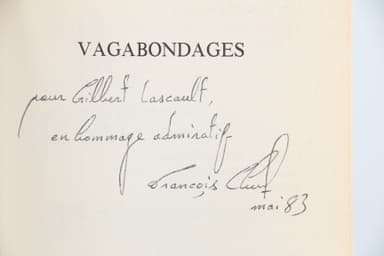 VAGABONDAGES
pour Gilbert Lascault,
en hommage admiratif
François
mai 83